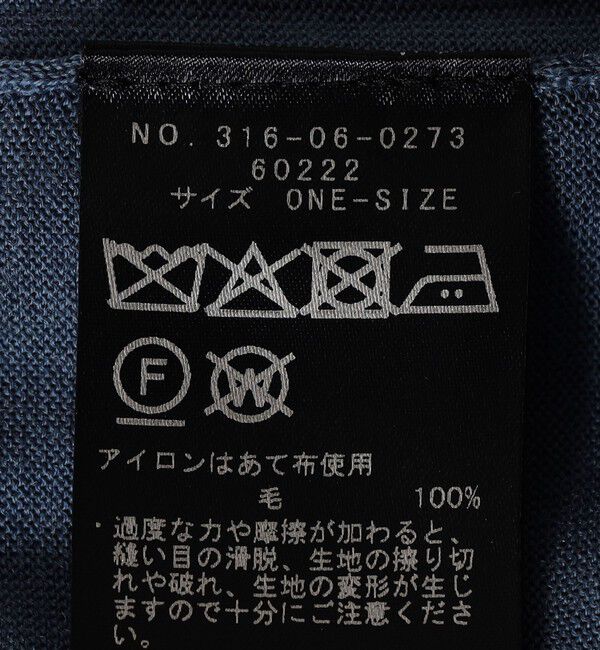 NO. 316-06-0273
60222
サイズ ONE-SIZE
F
W
アイロンはあて布使用
毛 100%
・過度な力や摩擦が加わると、
縫い目の滑脱、生地の擦り切
れや破れ、生地の変形が生じ
ますので十分にご注意くださ
い。